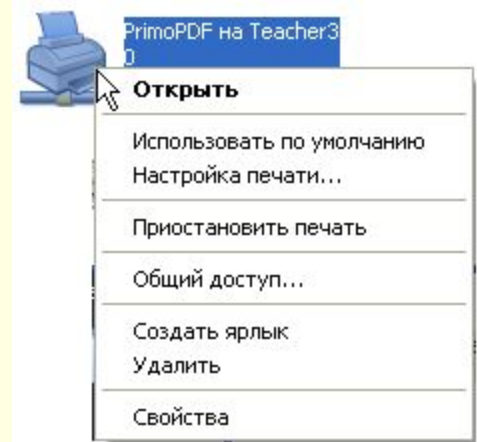 PrimoPDF на Teacher3
0
Открыть
Использовать по умолчанию
Настройка печати...
Приостановить печать
Общий доступ...
Создать ярлык
Удалить
Свойства